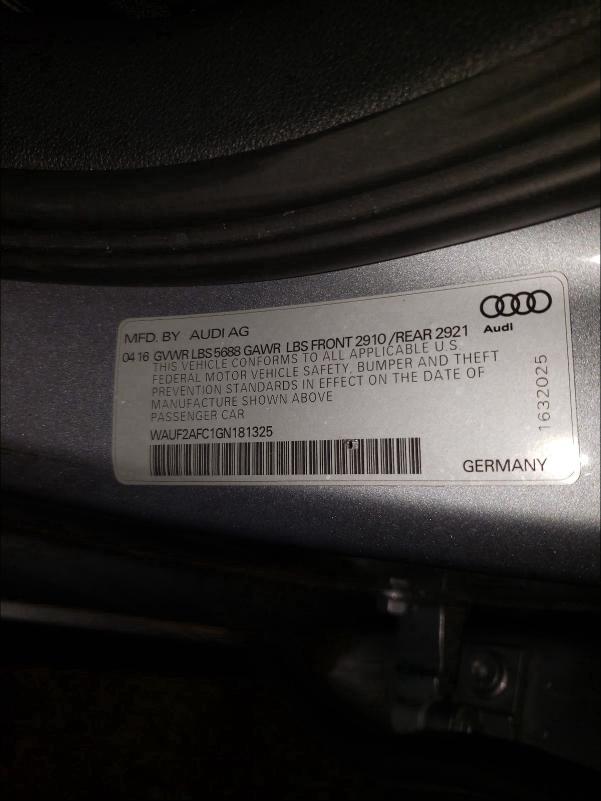 MFD. BY AUDI AG
Audi
04 16 GVWR LBS 5688 GAWR LBS FRONT 2910 /REAR 2921
THIS VEHICLE CONFORMS TO ALL APPLICABLE U.S.
FEDERAL MOTOR VEHICLE SAFETY, BUMPER AND THEFT
PREVENTION STANDARDS IN EFFECT ON THE DATE OF
MANUFACTURE SHOWN ABOVE
PASSENGER CAR
WAUF2AFC1GN181325
GERMANY
1632025